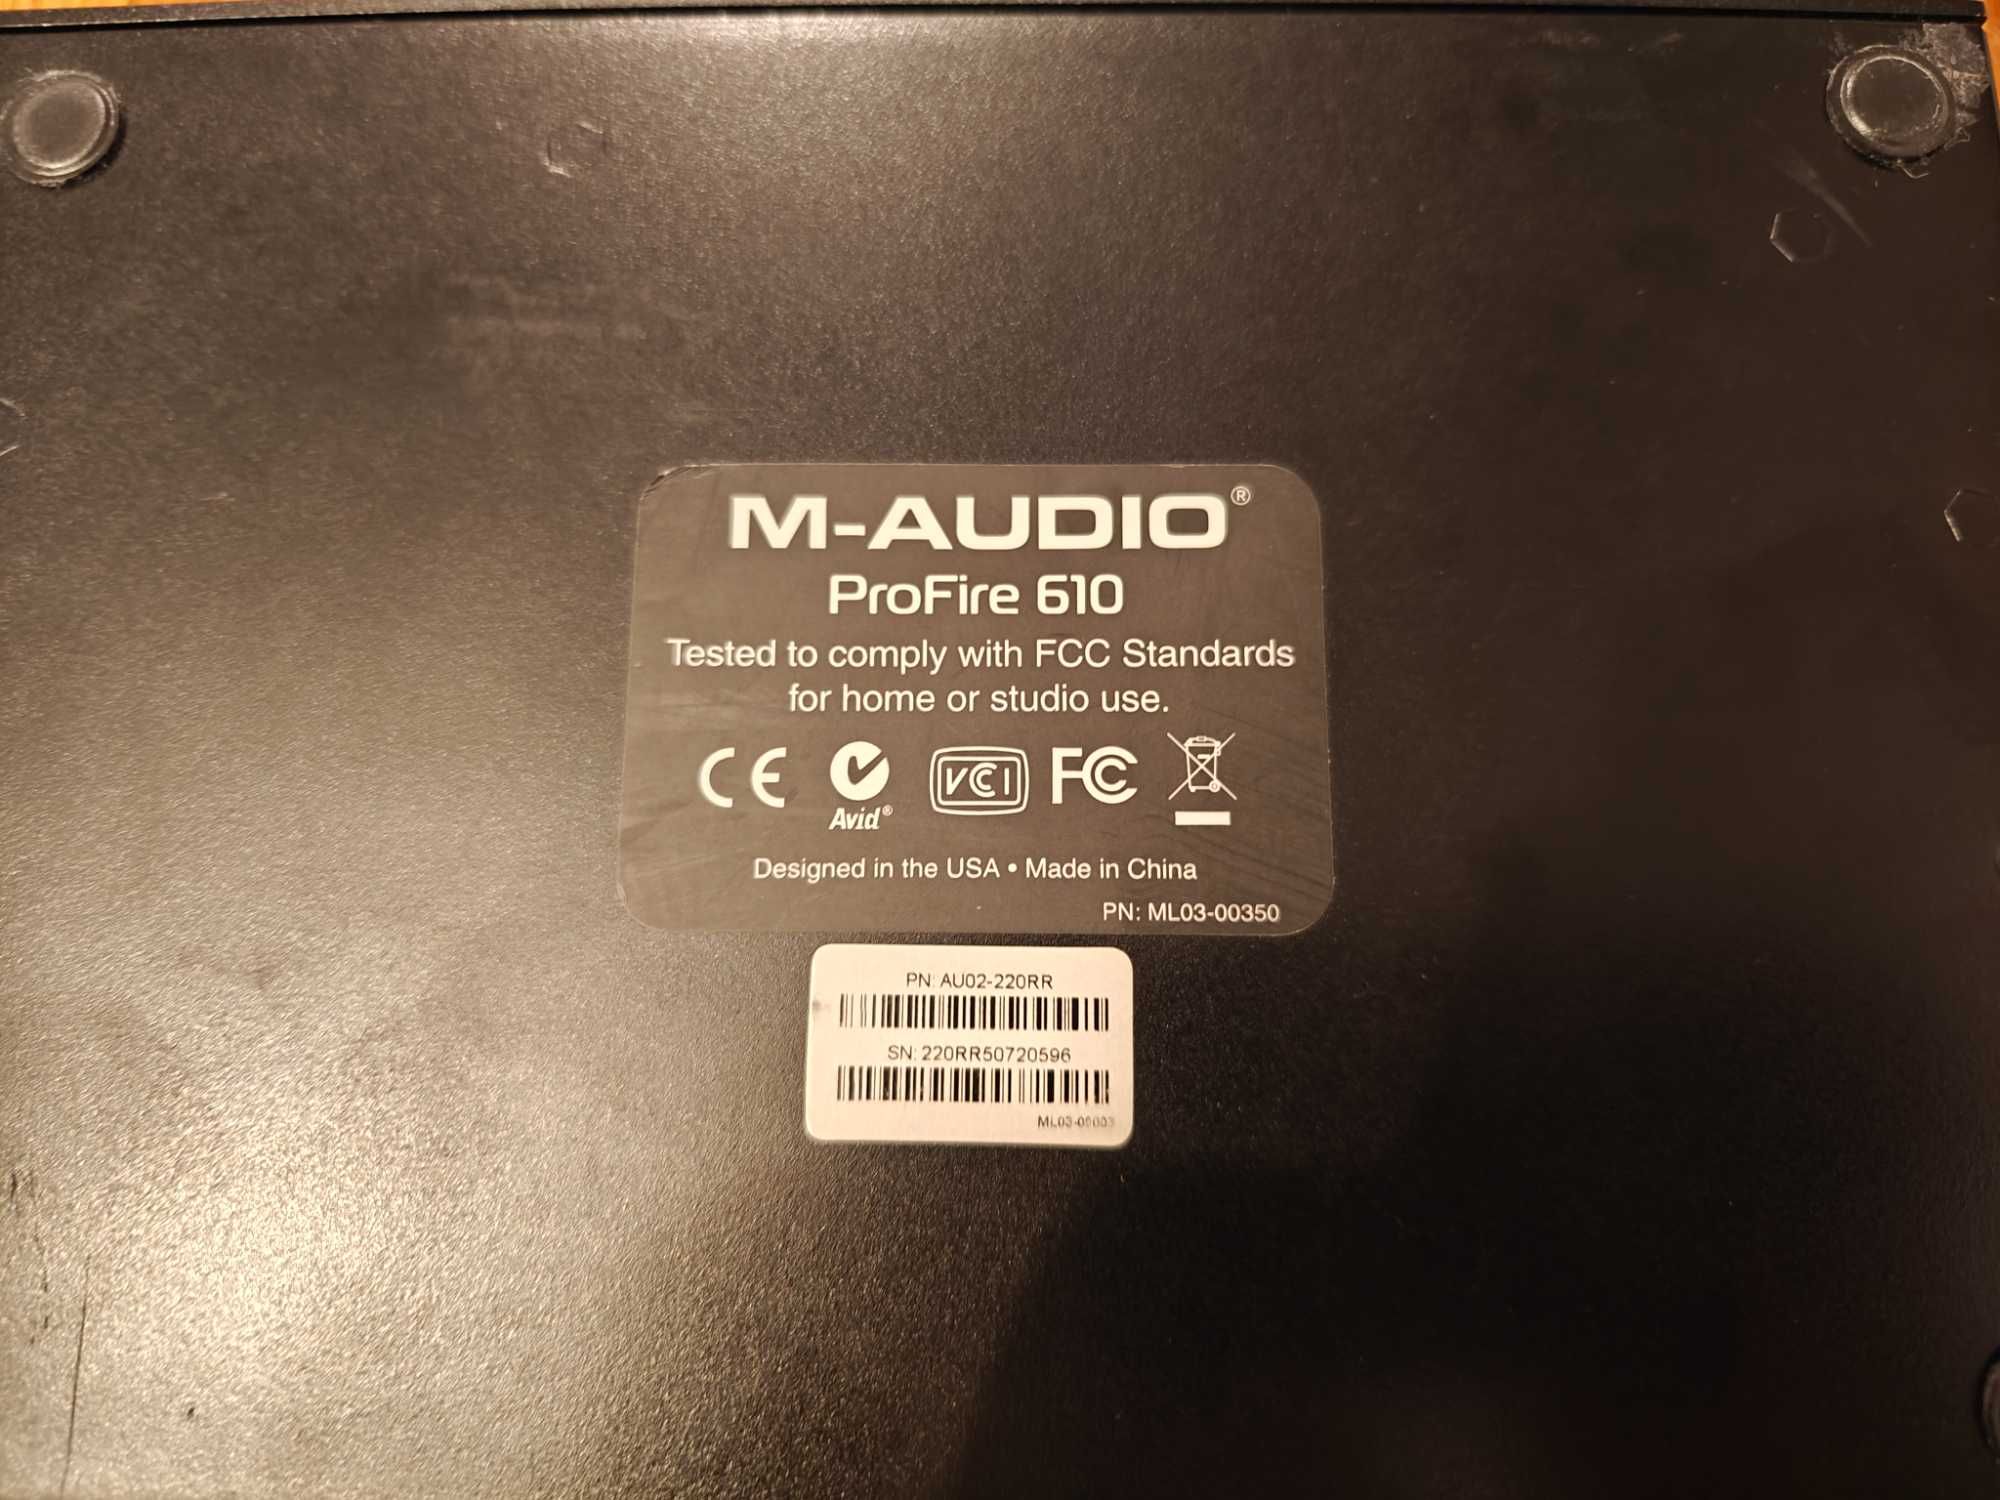 M-AUDIO®
ProFire 610
Tested to comply with FCC Standards
for home or studio use.
CE
Avid®
VCI
FC
Designed in the USA • Made in China
PN: ML03-00350
PN: AU02-220RR
SN: 220RR50720596